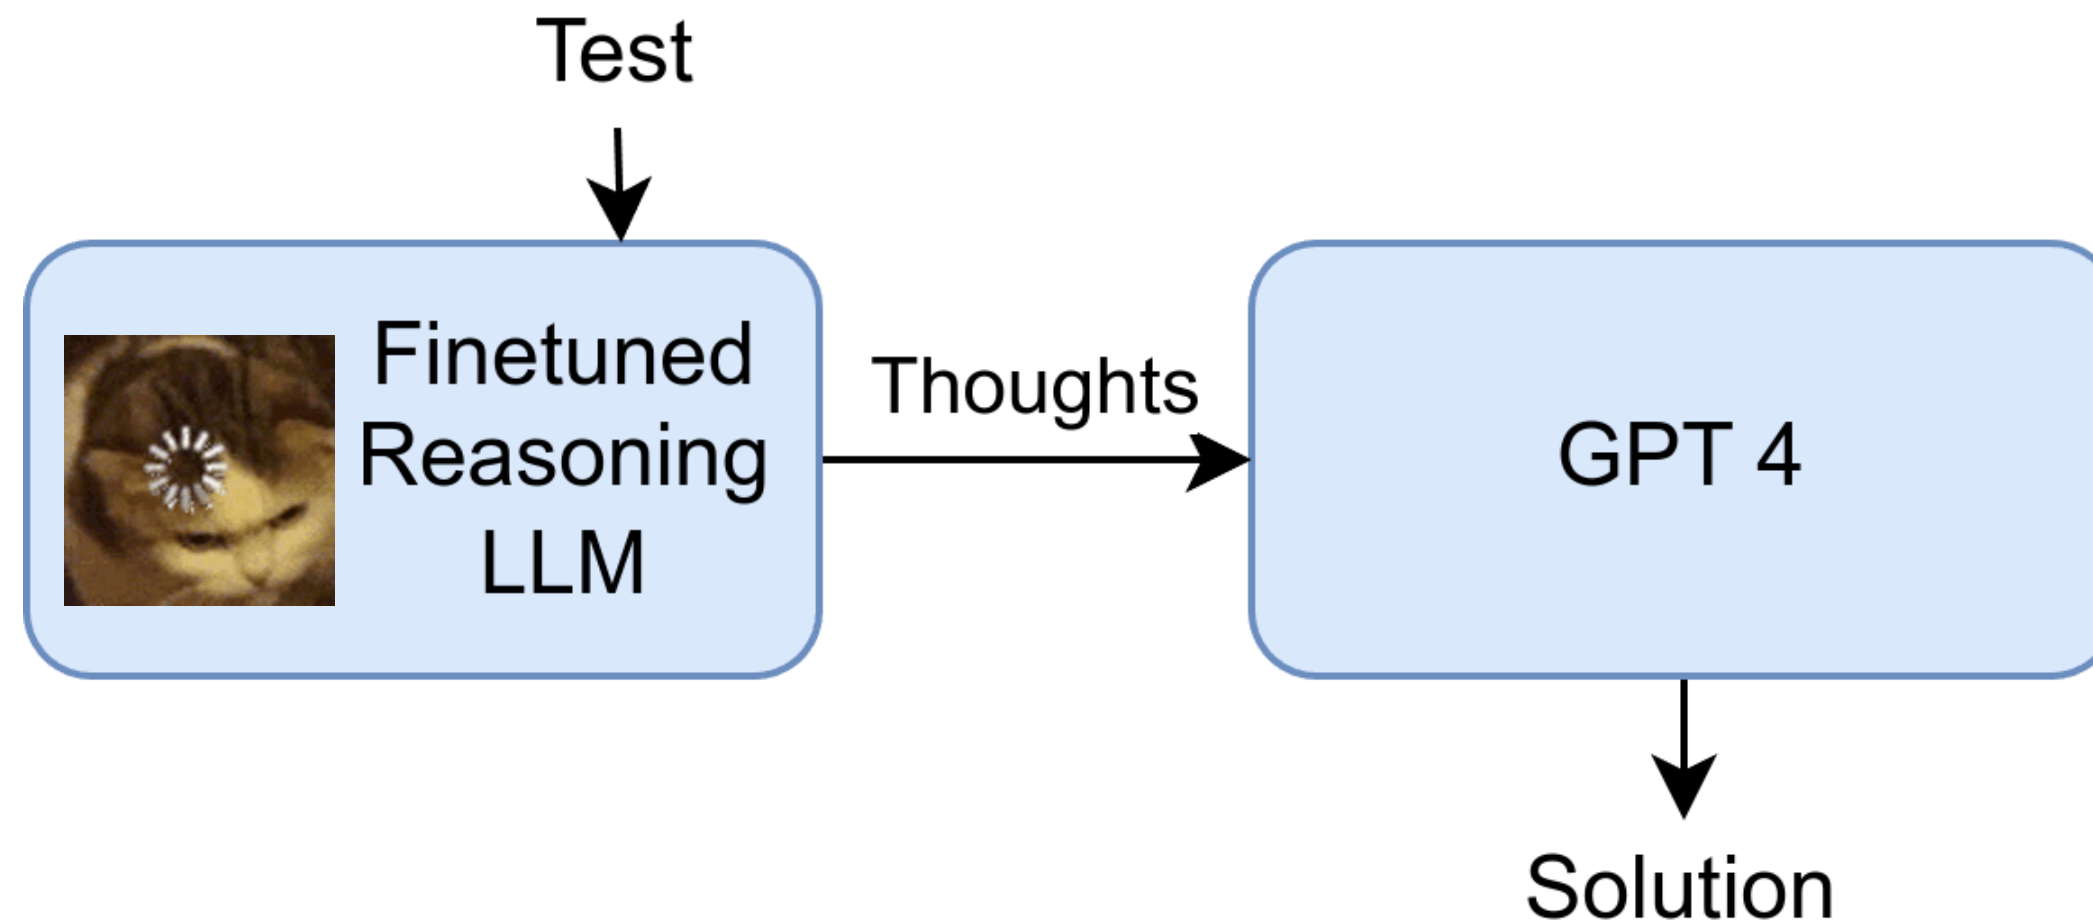 Test
Finetuned
Reasoning
LLM
Thoughts
GPT 4
Solution